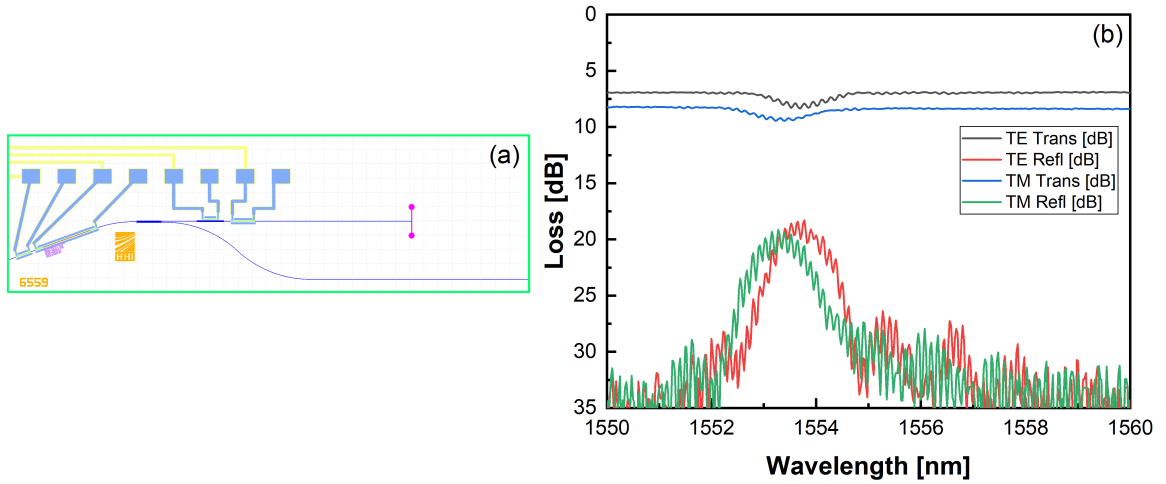 (a)
HHI
6559
(b)
0
5
10
15
20
25
30
35
Loss [dB]
TE Trans [dB]
TE Refl [dB]
TM Trans [dB]
TM Refl [dB]
1550 1552 1554 1556 1558 1560
Wavelength [nm]